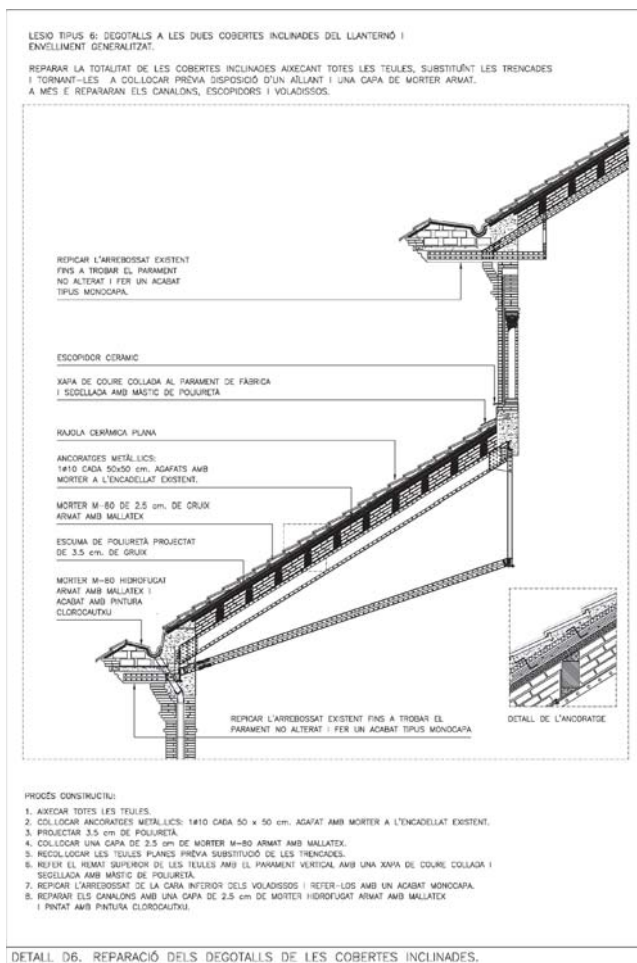 LESIO TIPUS 6: DEGOTALLS A LES DUES COBERTES INCLINADES DEL LLANTERNÓ I
ENVELLIMENT GENERALITZAT.
REPARAR LA TOTALITAT DE LES COBERTES INCLINADES AIXECANT TOTES LES TEULES, SUBSTITUÏNT LES TRENCADES
I TORNANT-LES A COL.LOCAR PRÈVIA DISPOSICIÓ D'UN AÏLLANT I UNA CAPA DE MORTER ARMAT.
A MÉS E REPARARAN ELS CANALONS, ESCOPIDORS I VOLADISSOS.
REPICAR L'ARREBOSSAT EXISTENT
FINS A TROBAR EL PARAMENT
NO ALTERAT I FER UN ACABAT
TIPUS MONOCAPA.
ESCOPIDOR CERÀMIC
XAPA DE COURE COLLADA AL PARAMENT DE FÀBRICA
I SEGELLADA AMB MÀSTIC DE POLIURETÀ
RAJOLA CERÀMICA PLANA
ANCORATGES METÀL.LICS:
1#10 CADA 50x50 cm. AGAFATS AMB
MORTER A L'ENCADELLAT EXISTENT.
MORTER M-80 DE 2.5 cm. DE GRUIX
ARMAT AMB MALLATEX
ESCUMA DE POLIURETÀ PROJECTAT
DE 3.5 cm. DE GRUIX
MORTER M-80 HIDROFUGAT
ARMAT AMB MALLATEX I
ACABAT AMB PINTURA
CLOROCAUTXU
REPICAR L'ARREBOSSAT EXISTENT FINS A TROBAR EL
PARAMENT NO ALTERAT I FER UN ACABAT TIPUS MONOCAPA
DETALL DE L'ANCORATGE
PROCÉS CONSTRUCTIU:
1. AIXECAR TOTES LES TEULES.
2. COL.LOCAR ANCORATGES METÀL.LICS: 1#10 CADA 50 x 50 cm. AGAFAT AMB MORTER A L'ENCADELLAT EXISTENT.
3. PROJECTAR 3.5 cm DE POLIURETÀ.
4. COL.LOCAR UNA CAPA DE 2.5 cm DE MORTER M-80 ARMAT AMB MALLATEX.
5. RECOL.LOCAR LES TEULES PLANES PRÈVIA SUBSTITUCIÓ DE LES TRENCADES.
6. REFER EL REMAT SUPERIOR DE LES TEULES AMB EL PARAMENT VERTICAL AMB UNA XAPA DE COURE COLLADA I
SEGELLADA AMB MÀSTIC DE POLIURETÀ.
7. REPICAR L'ARREBOSSAT DE LA CARA INFERIOR DELS VOLADISSOS I REFER-LOS AMB UN ACABAT MONOCAPA.
8. REPARAR ELS CANALONS AMB UNA CAPA DE 2.5 cm DE MORTER HIDROFUGAT ARMAT AMB MALLATEX
I PINTAT AMB PINTURA CLOROCAUTXU.
DETALL D6. REPARACIÓ DELS DEGOTALLS DE LES COBERTES INCLINADES.